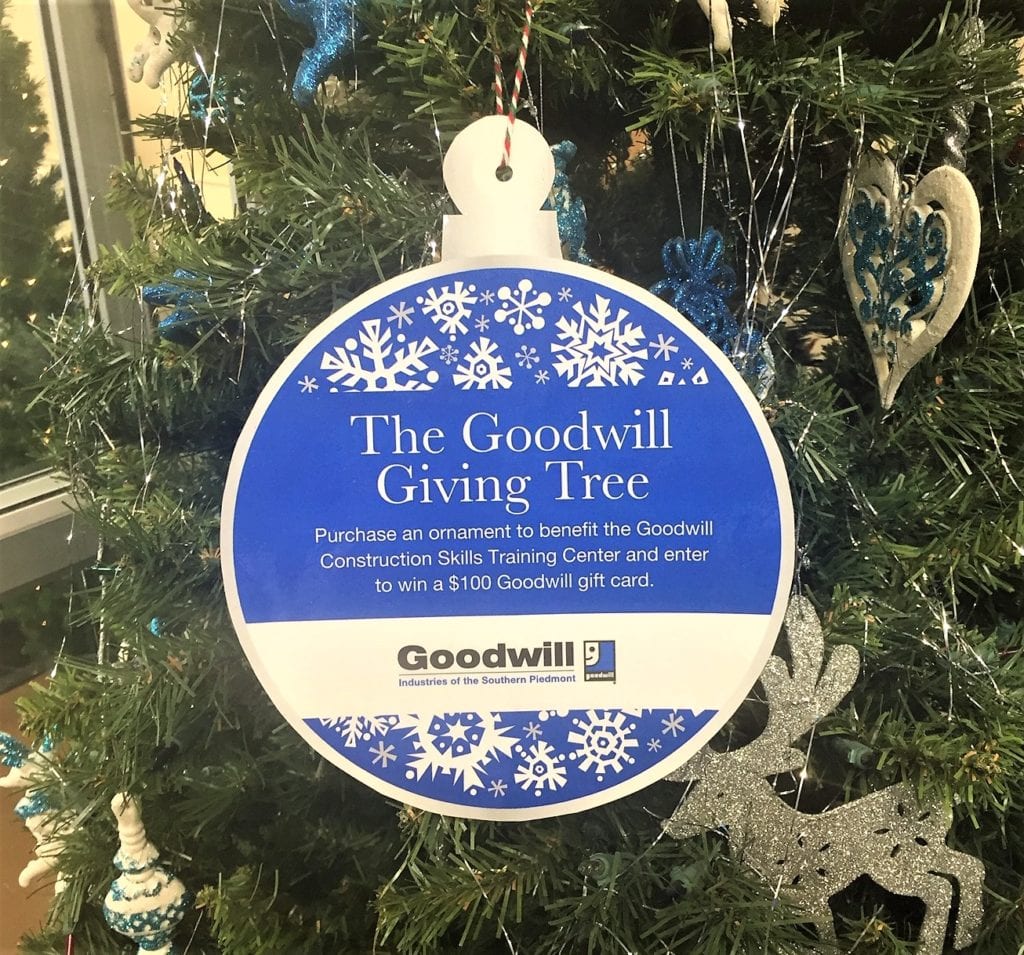 The Goodwill
Giving Tree
Purchase an ornament to benefit the Goodwill
Construction Skills Training Center and enter
to win a $100 Goodwill gift card.
Goodwill
Industries of the Southern Piedmont
goodwill